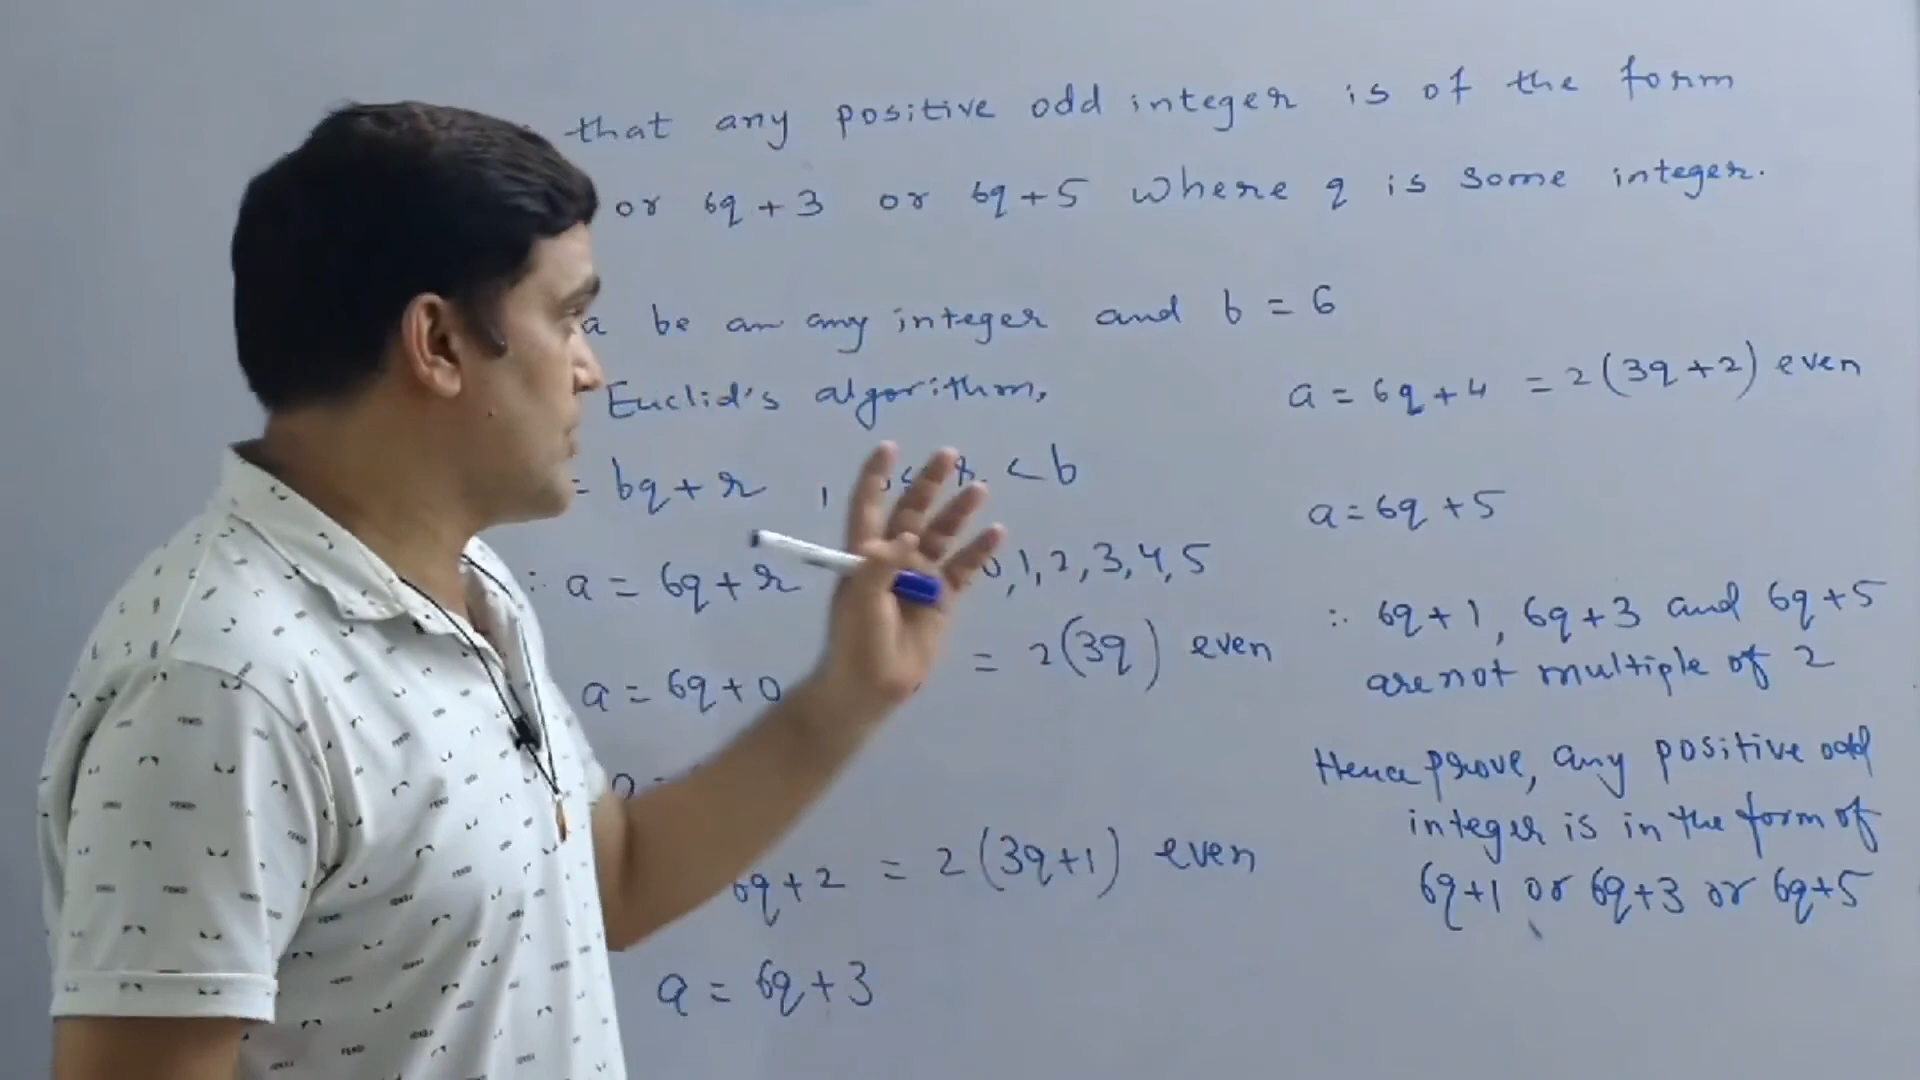 that any positive odd integer is of the form
or 6q + 3 or 6q + 5 where q is some integer.
a be an any integer and b = 6
Euclid's algorithm,
= bq + r , < b
∴ a = 6q + r 0, 1, 2, 3, 4, 5
a = 6q + 0 = 2(3q) even
6q + 2 = 2(3q+1) even
a = 6q + 3
a = 6q + 4 = 2(3q + 2) even
a = 6q + 5
∴ 6q + 1, 6q + 3 and 6q + 5
are not multiple of 2
Hence prove, any positive odd
integer is in the form of
6q+1 or 6q+3 or 6q+5